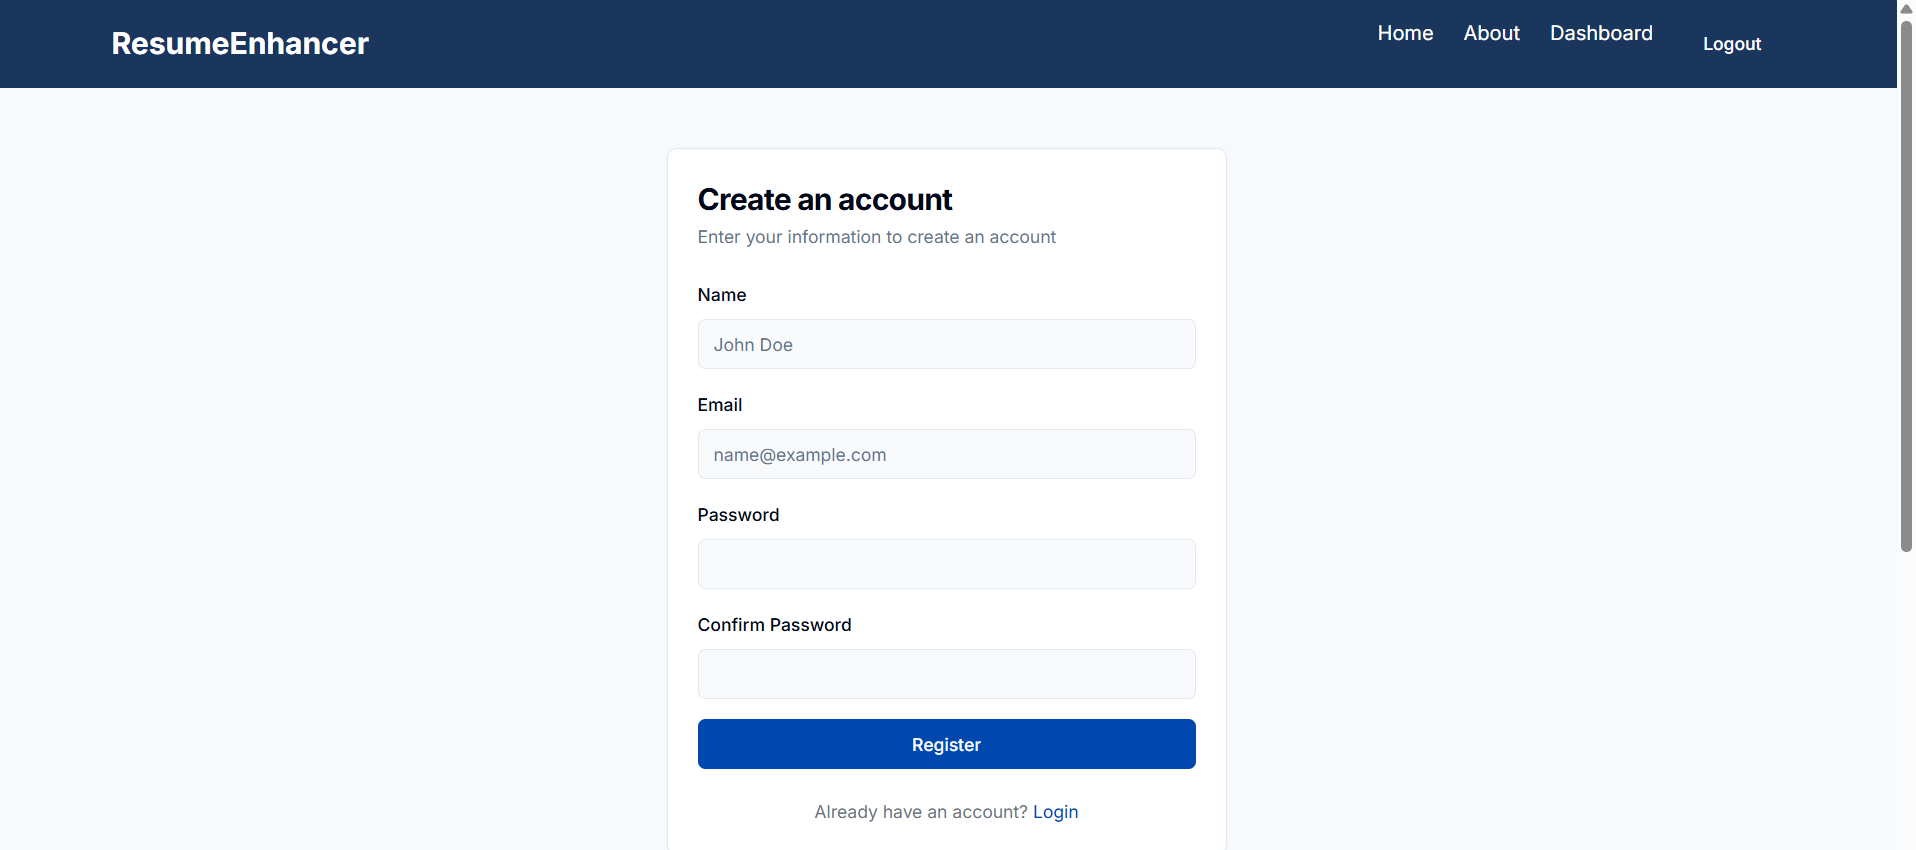 ResumeEnhancer
Home About Dashboard Logout
Create an account
Enter your information to create an account
Name
John Doe
Email
name@example.com
Password
Confirm Password
Register
Already have an account? Login